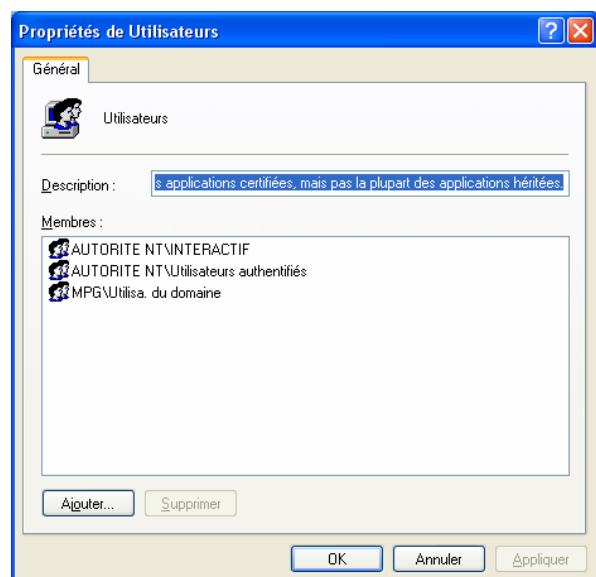 Propriétés de Utilisateurs
Général
Utilisateurs
Description :
s applications certifiées, mais pas la plupart des applications héritées.
Membres :
AUTORITE NT\INTERACTIF
AUTORITE NT\Utilisateurs authentifiés
MPG\Utilisa. du domaine
Ajouter...
Supprimer
OK
Annuler
Appliquer